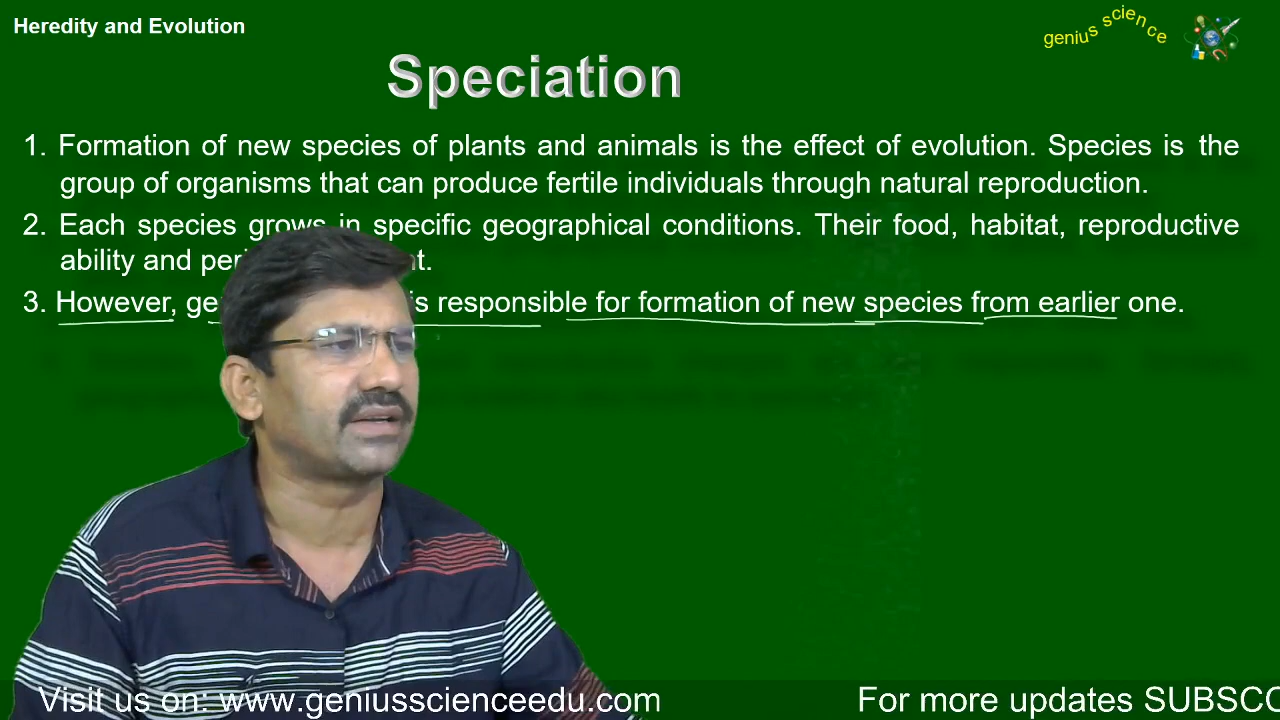 Heredity and Evolution
genius science
Speciation
1. Formation of new species of plants and animals is the effect of evolution. Species is the
group of organisms that can produce fertile individuals through natural reproduction.
2. Each species grows in specific geographical conditions. Their food, habitat, reproductive
ability and
3. However, is responsible for formation of new species from earlier one.
Visit us on: www.geniusscienceedu.com
For more updates